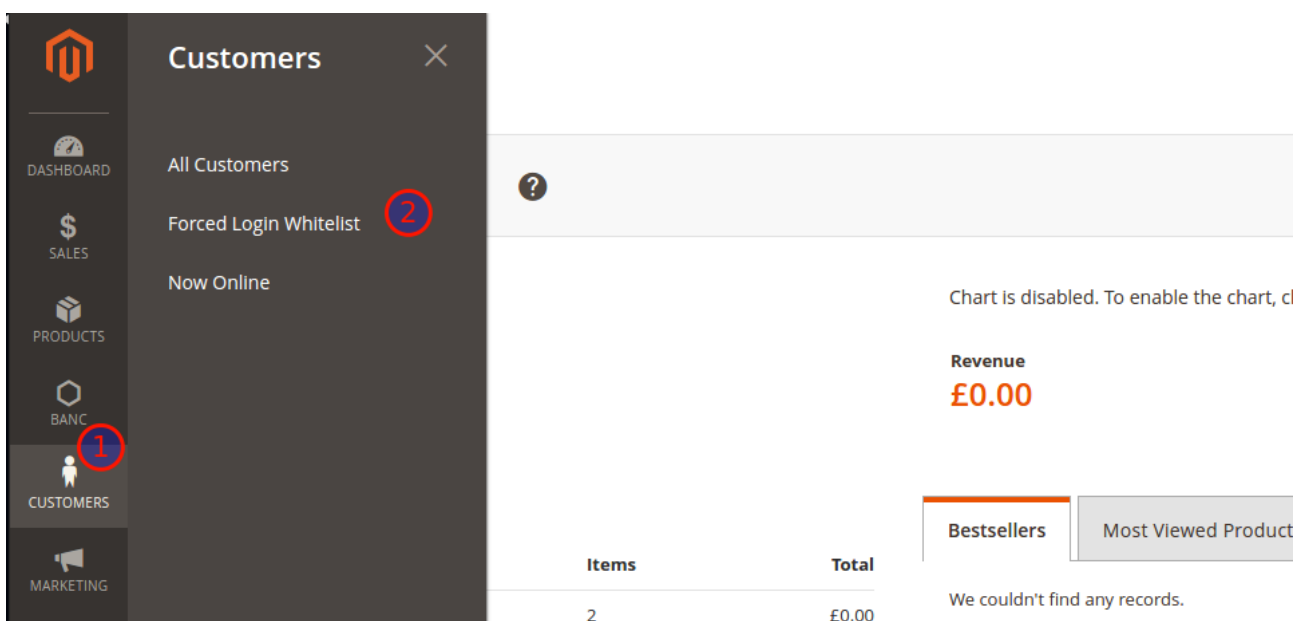 Customers
DASHBOARD
SALES
PRODUCTS
BANC
1
CUSTOMERS
MARKETING
All Customers
Forced Login Whitelist
2
Now Online
?
Chart is disabled. To enable the chart,
Revenue
£0.00
Bestsellers
Most Viewed Product
We couldn't find any records.
Items Total
2 £0.00